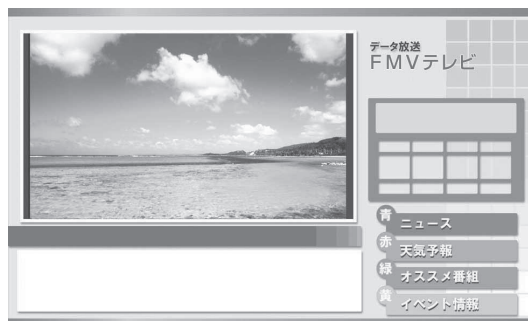 データ放送
FMVテレビ
青 ニュース
赤 天気予報
緑 オススメ番組
黄 イベント情報